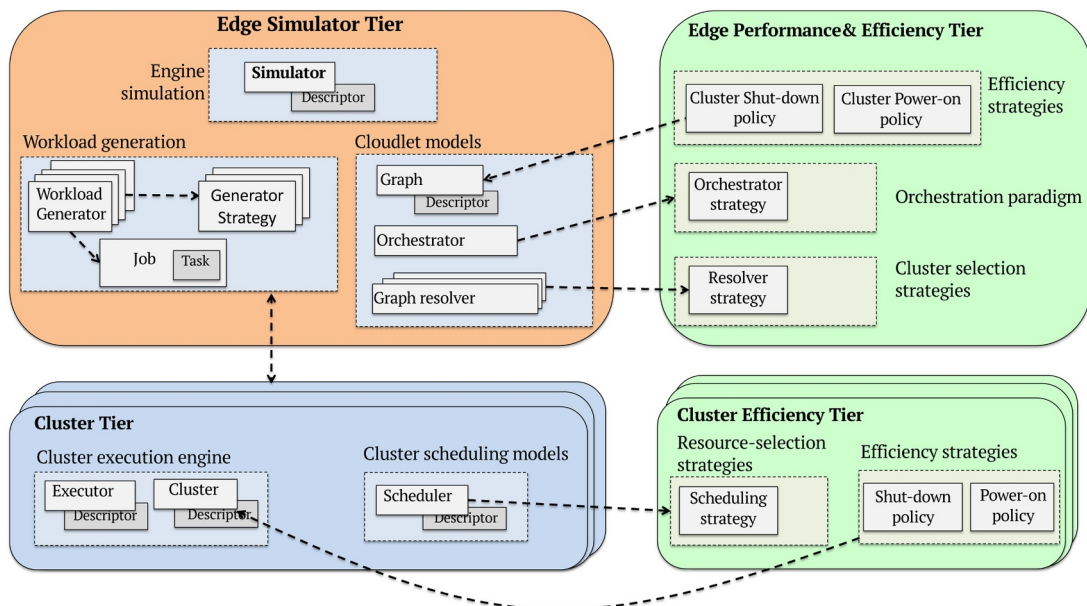 Edge Simulator Tier
Engine
simulation
Simulator
Descriptor
Workload generation
Workload
Generator
Generator
Strategy
Job
Task
Cloudlet models
Graph
Descriptor
Orchestrator
Graph resolver
Edge Performance& Efficiency Tier
Cluster Shut-down
policy
Cluster Power-on
policy
Efficiency
strategies
Orchestrator
strategy
Orchestration paradigm
Resolver
strategy
Cluster selection
strategies
Cluster Tier
Cluster execution engine
Executor
Descriptor
Cluster
Descriptor
Cluster scheduling models
Scheduler
Descriptor
Cluster Efficiency Tier
Resource-selection
strategies
Scheduling
strategy
Efficiency strategies
Shut-down
policy
Power-on
policy